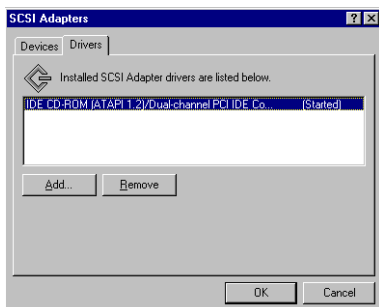 SCSI Adapters
Devices Drivers
Installed SCSI Adapter drivers are listed below.
IDE CD-ROM (ATAPI 1.2)/Dual-channel PCI IDE Co... (Started)
Add... Remove
OK Cancel